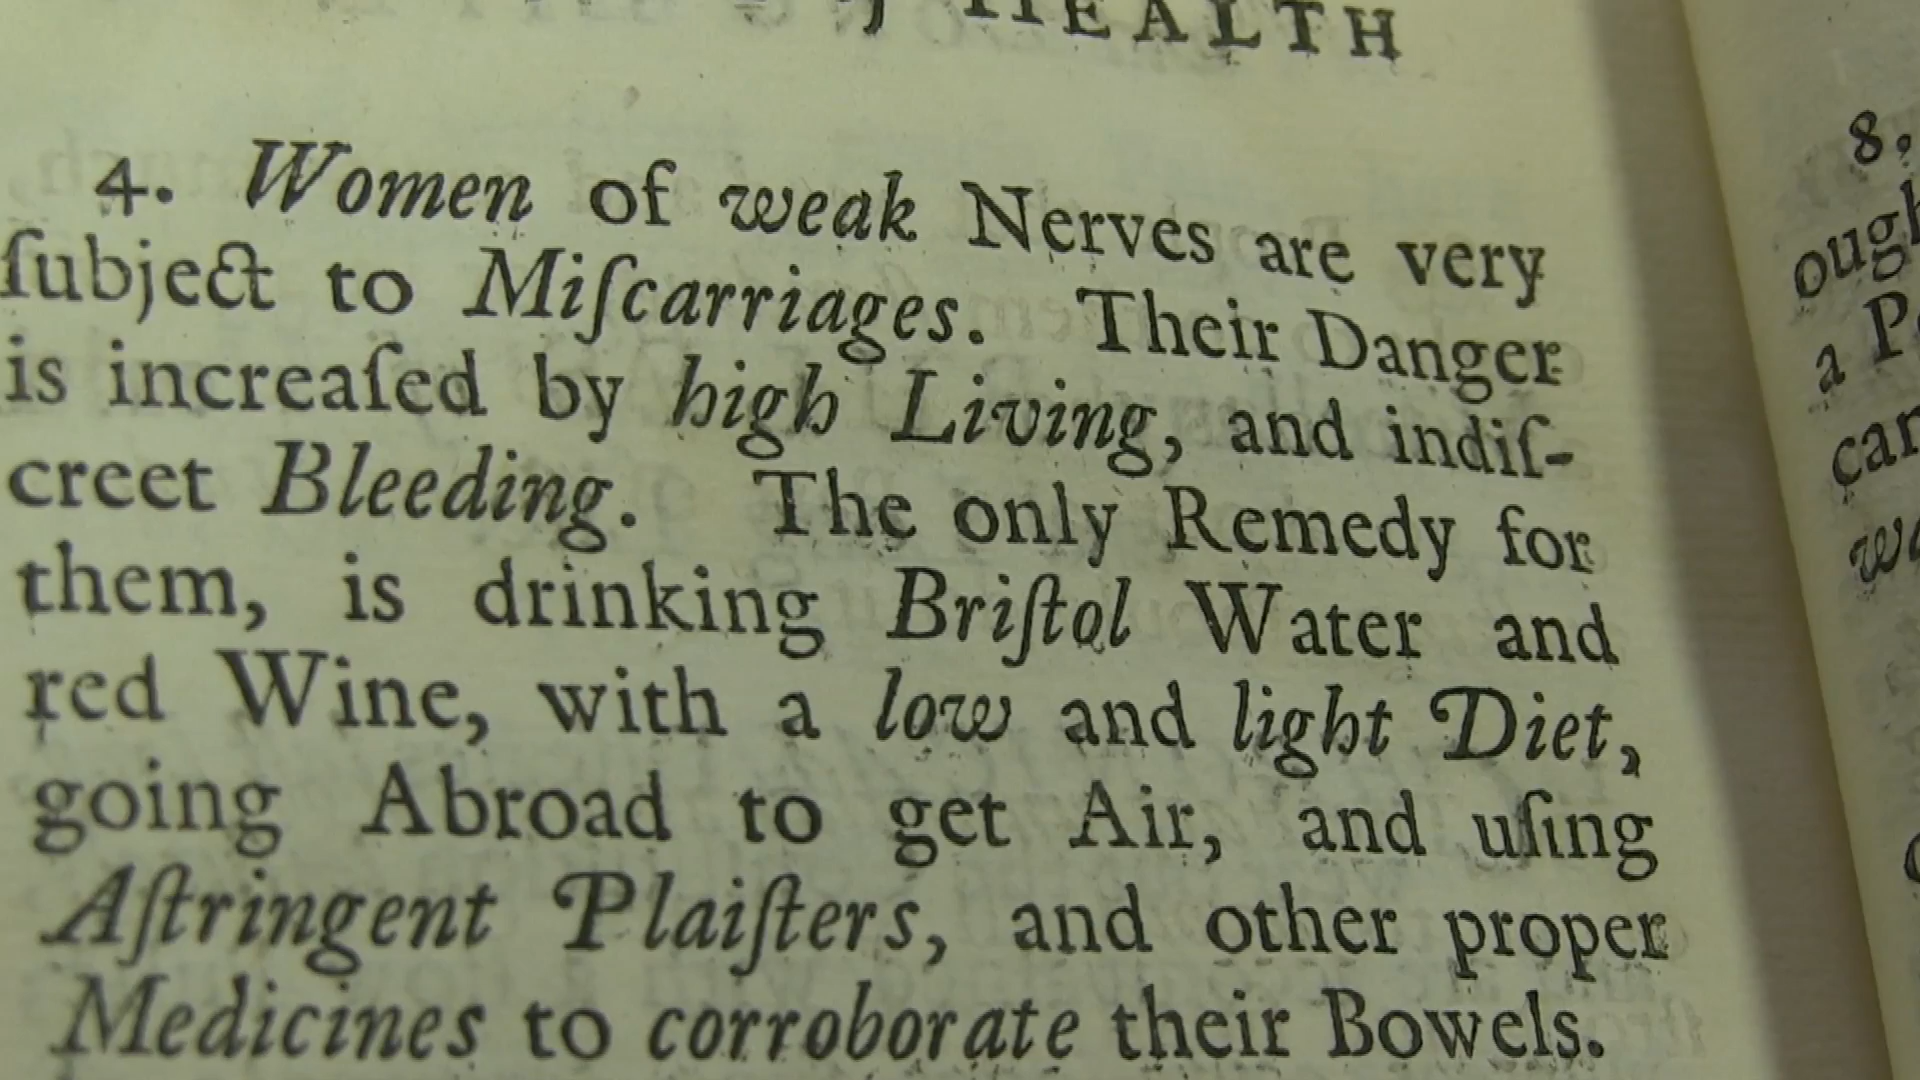 HEALTH
4. Women of weak Nerves are very
ſubject to Miſcarriages. Their Danger
is increaſed by high Living, and indiſ-
creet Bleeding. The only Remedy for
them, is drinking Briſtol Water and
red Wine, with a low and light Diet,
going Abroad to get Air, and uſing
Aſtringent Plaiſters, and other proper
Medicines to corroborate their Bowels.
8,
a